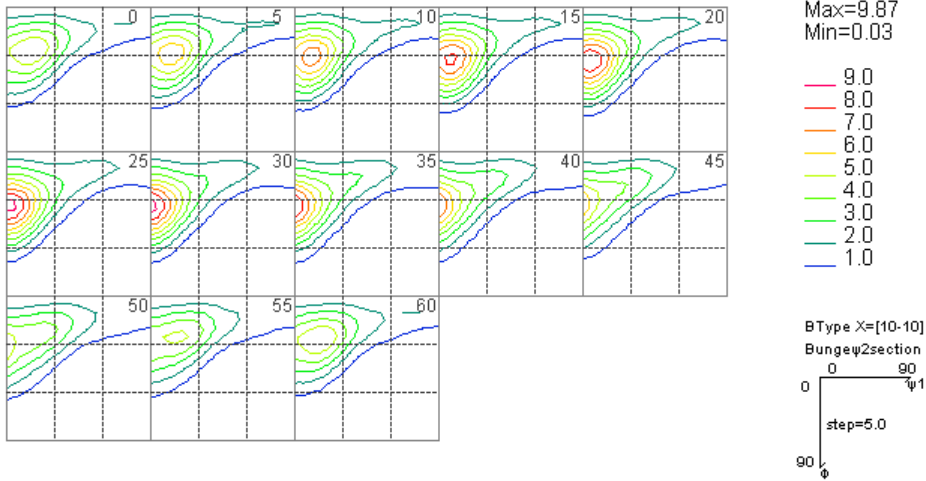 0 5 10 15 20
25 30 35 40 45
50 55 60
Max=9.87
Min=0.03
9.0
8.0
7.0
6.0
5.0
4.0
3.0
2.0
1.0
BType X=[10-10]
Bungeψ2section
0 90
0 ψ1
step=5.0
90
Φ